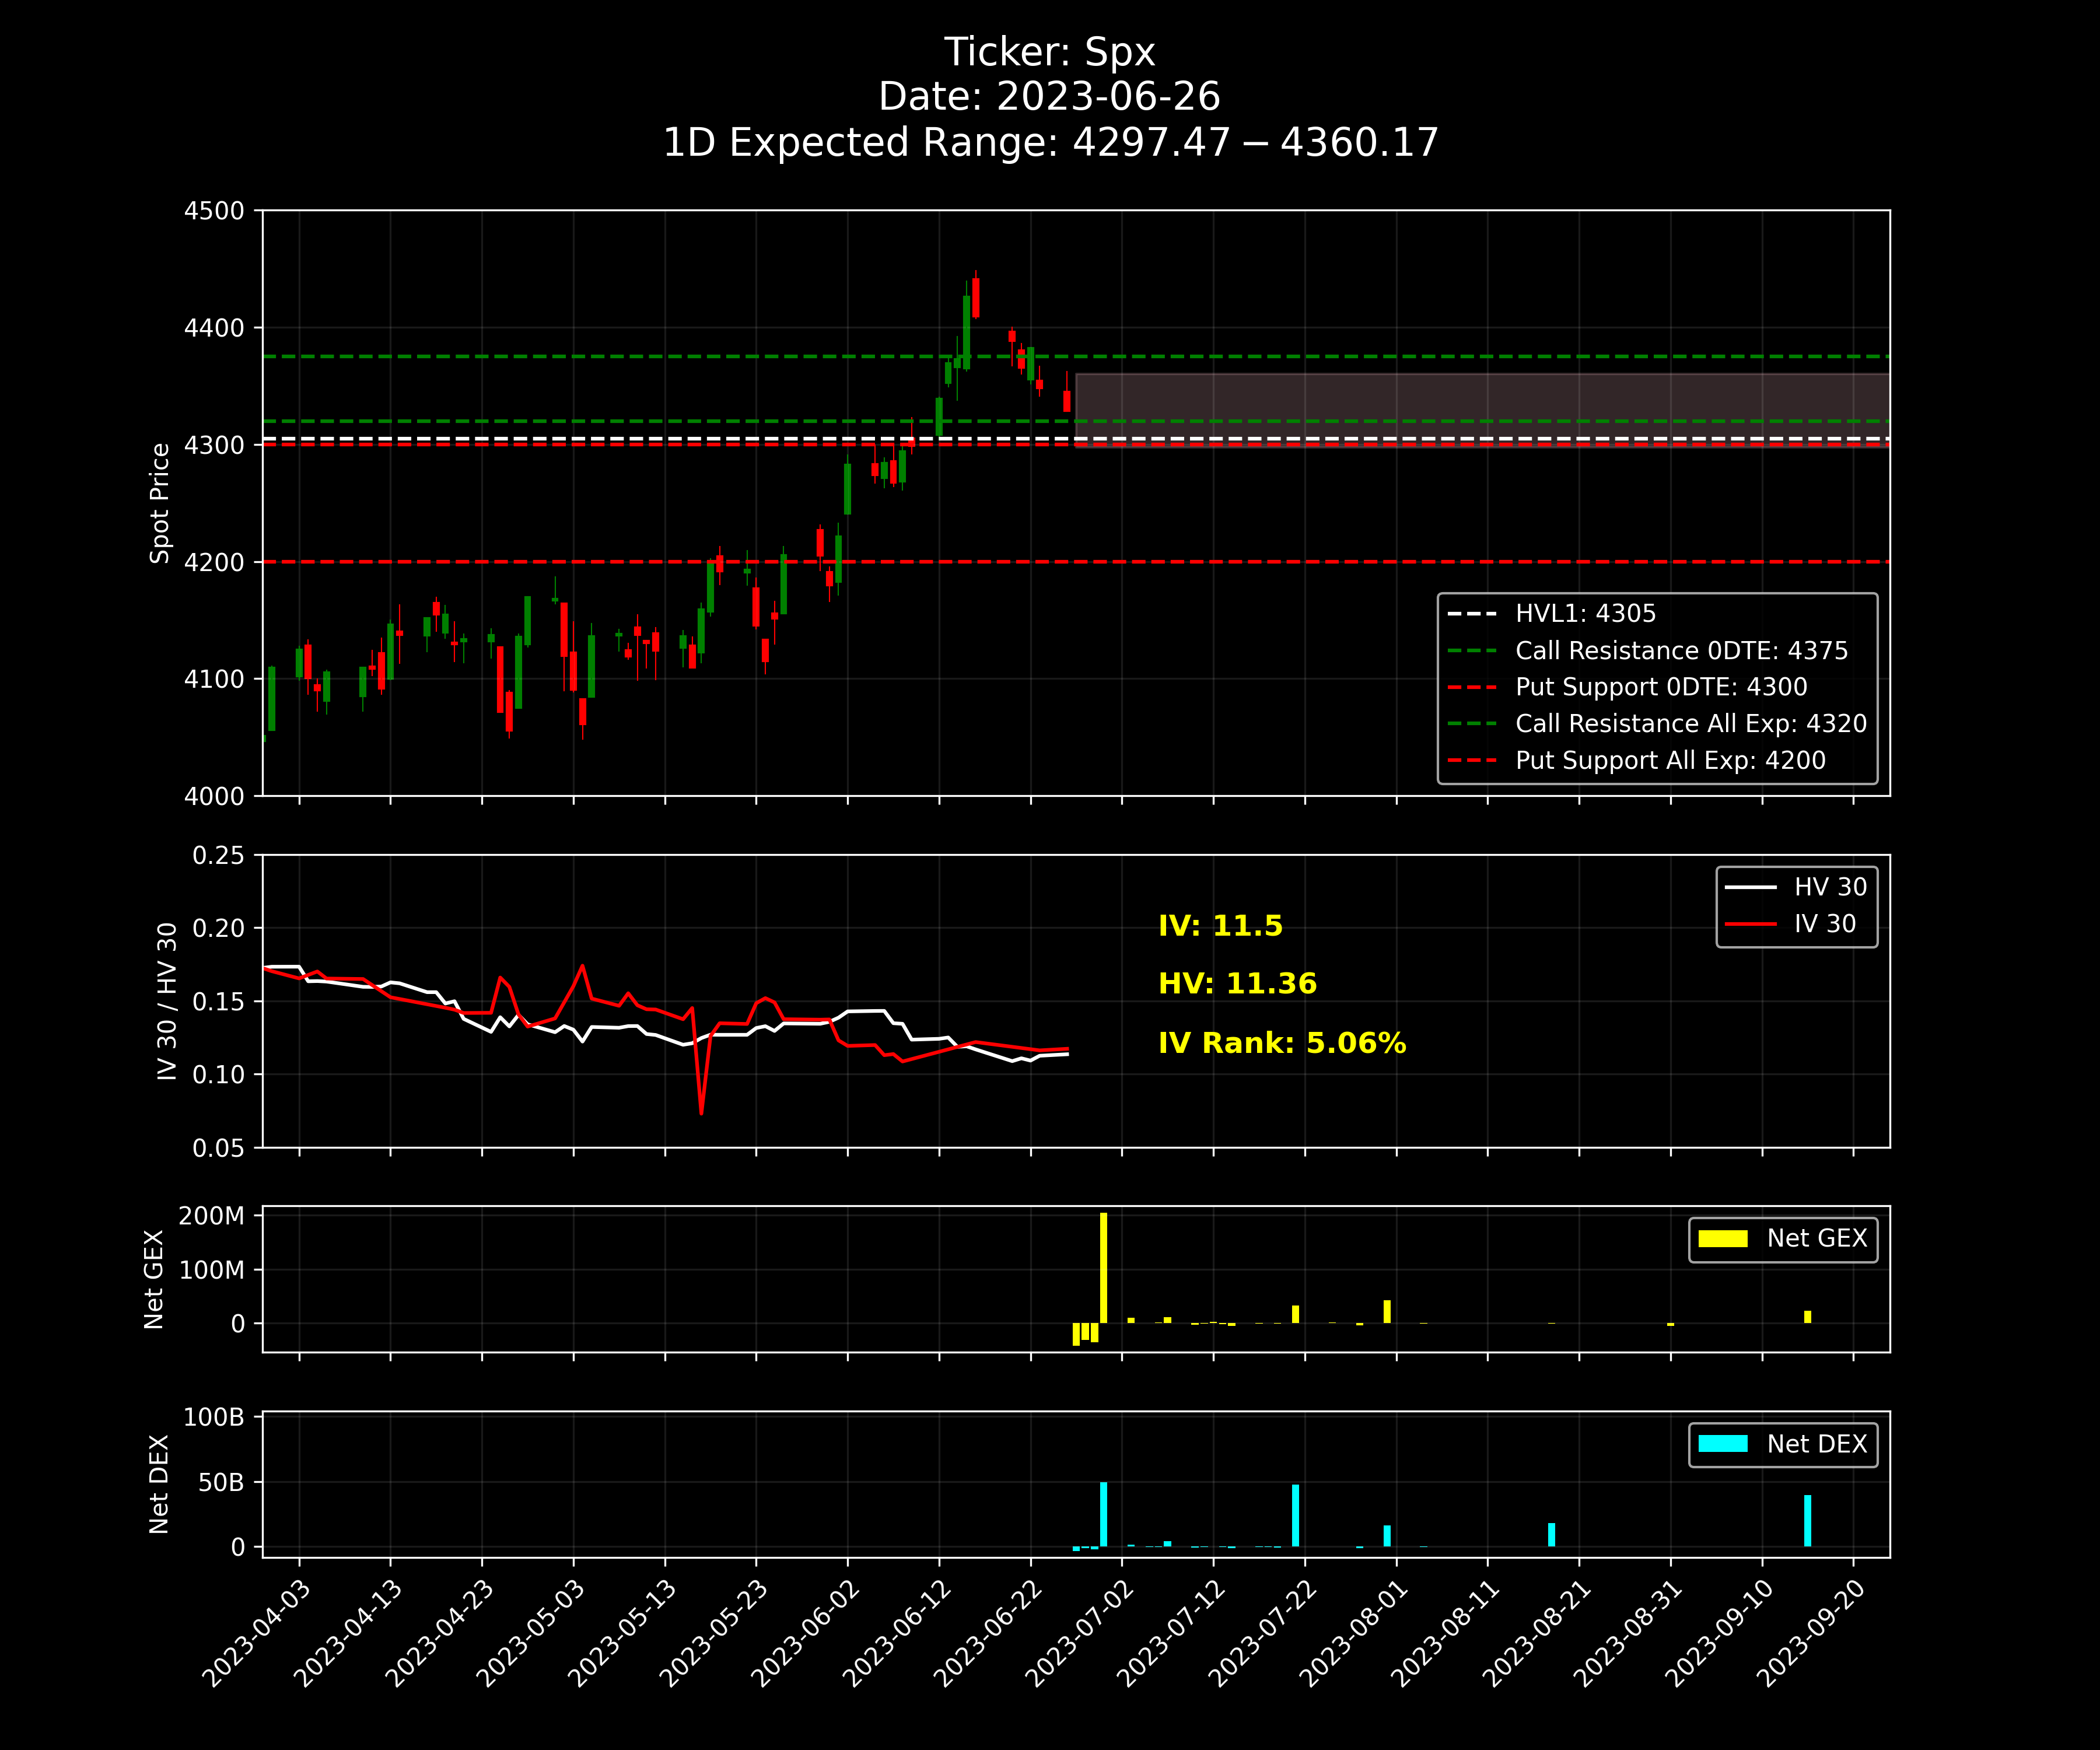 Ticker: Spx
Date: 2023-06-26
1D Expected Range: 4297.47 − 4360.17
4500
4400
4300
4200
4100
4000
Spot Price
HVL1: 4305
Call Resistance 0DTE: 4375
Put Support 0DTE: 4300
Call Resistance All Exp: 4320
Put Support All Exp: 4200
0.25
0.20
0.15
0.10
0.05
IV 30 / HV 30
IV: 11.5
HV: 11.36
IV Rank: 5.06%
HV 30
IV 30
200M
100M
0
Net GEX
Net GEX
100B
50B
0
Net DEX
Net DEX
2023-04-03
2023-04-13
2023-04-23
2023-05-03
2023-05-13
2023-05-23
2023-06-02
2023-06-12
2023-06-22
2023-07-02
2023-07-12
2023-07-22
2023-08-01
2023-08-11
2023-08-21
2023-08-31
2023-09-10
2023-09-20